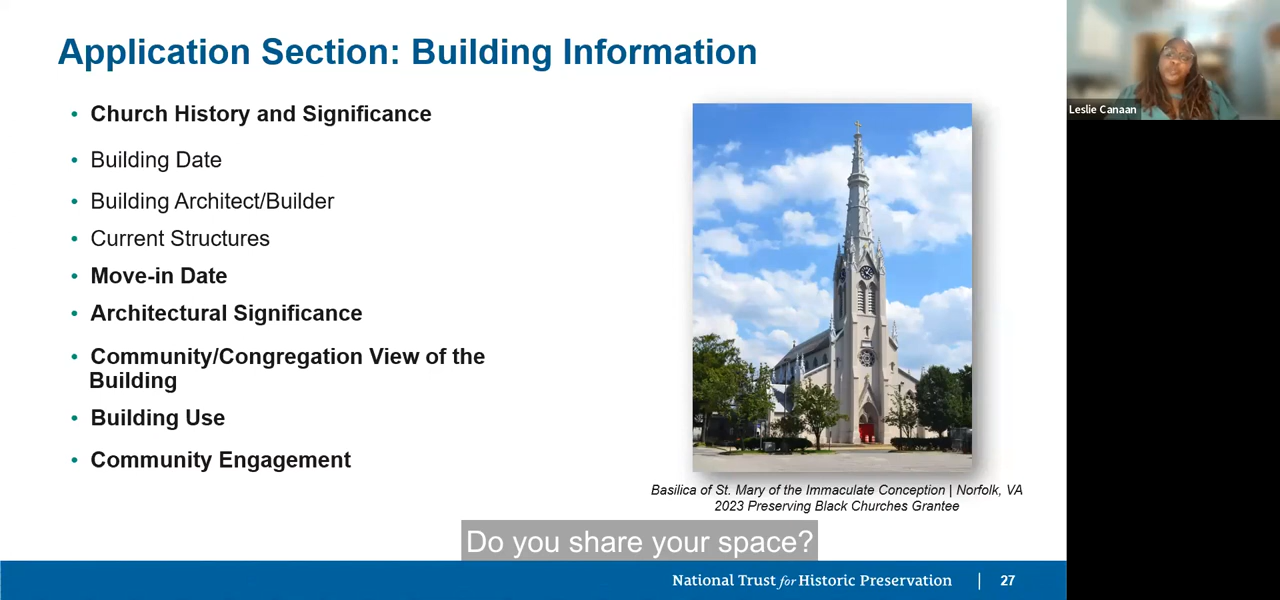 Application Section: Building Information
• Church History and Significance
• Building Date
• Building Architect/Builder
• Current Structures
• Move-in Date
• Architectural Significance
• Community/Congregation View of the
Building
• Building Use
• Community Engagement
Basilica of St. Mary of the Immaculate Conception | Norfolk, VA
2023 Preserving Black Churches Grantee
Do you share your space?
National Trust for Historic Preservation | 27
Leslie Canaan